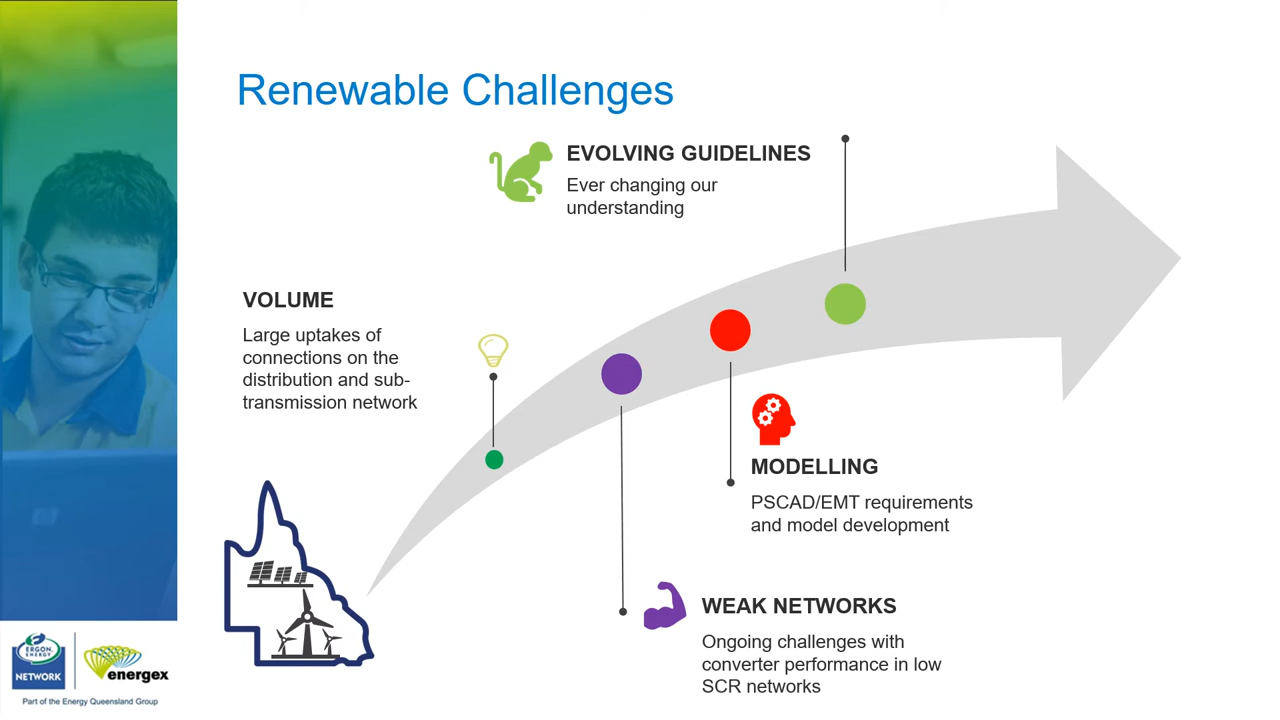 Renewable Challenges
EVOLVING GUIDELINES
Ever changing our
understanding
VOLUME
Large uptakes of
connections on the
distribution and sub-
transmission network
MODELLING
PSCAD/EMT requirements
and model development
WEAK NETWORKS
Ongoing challenges with
converter performance in low
SCR networks
ERGON
ENERGY
NETWORK
energex
Part of the Energy Queensland Group